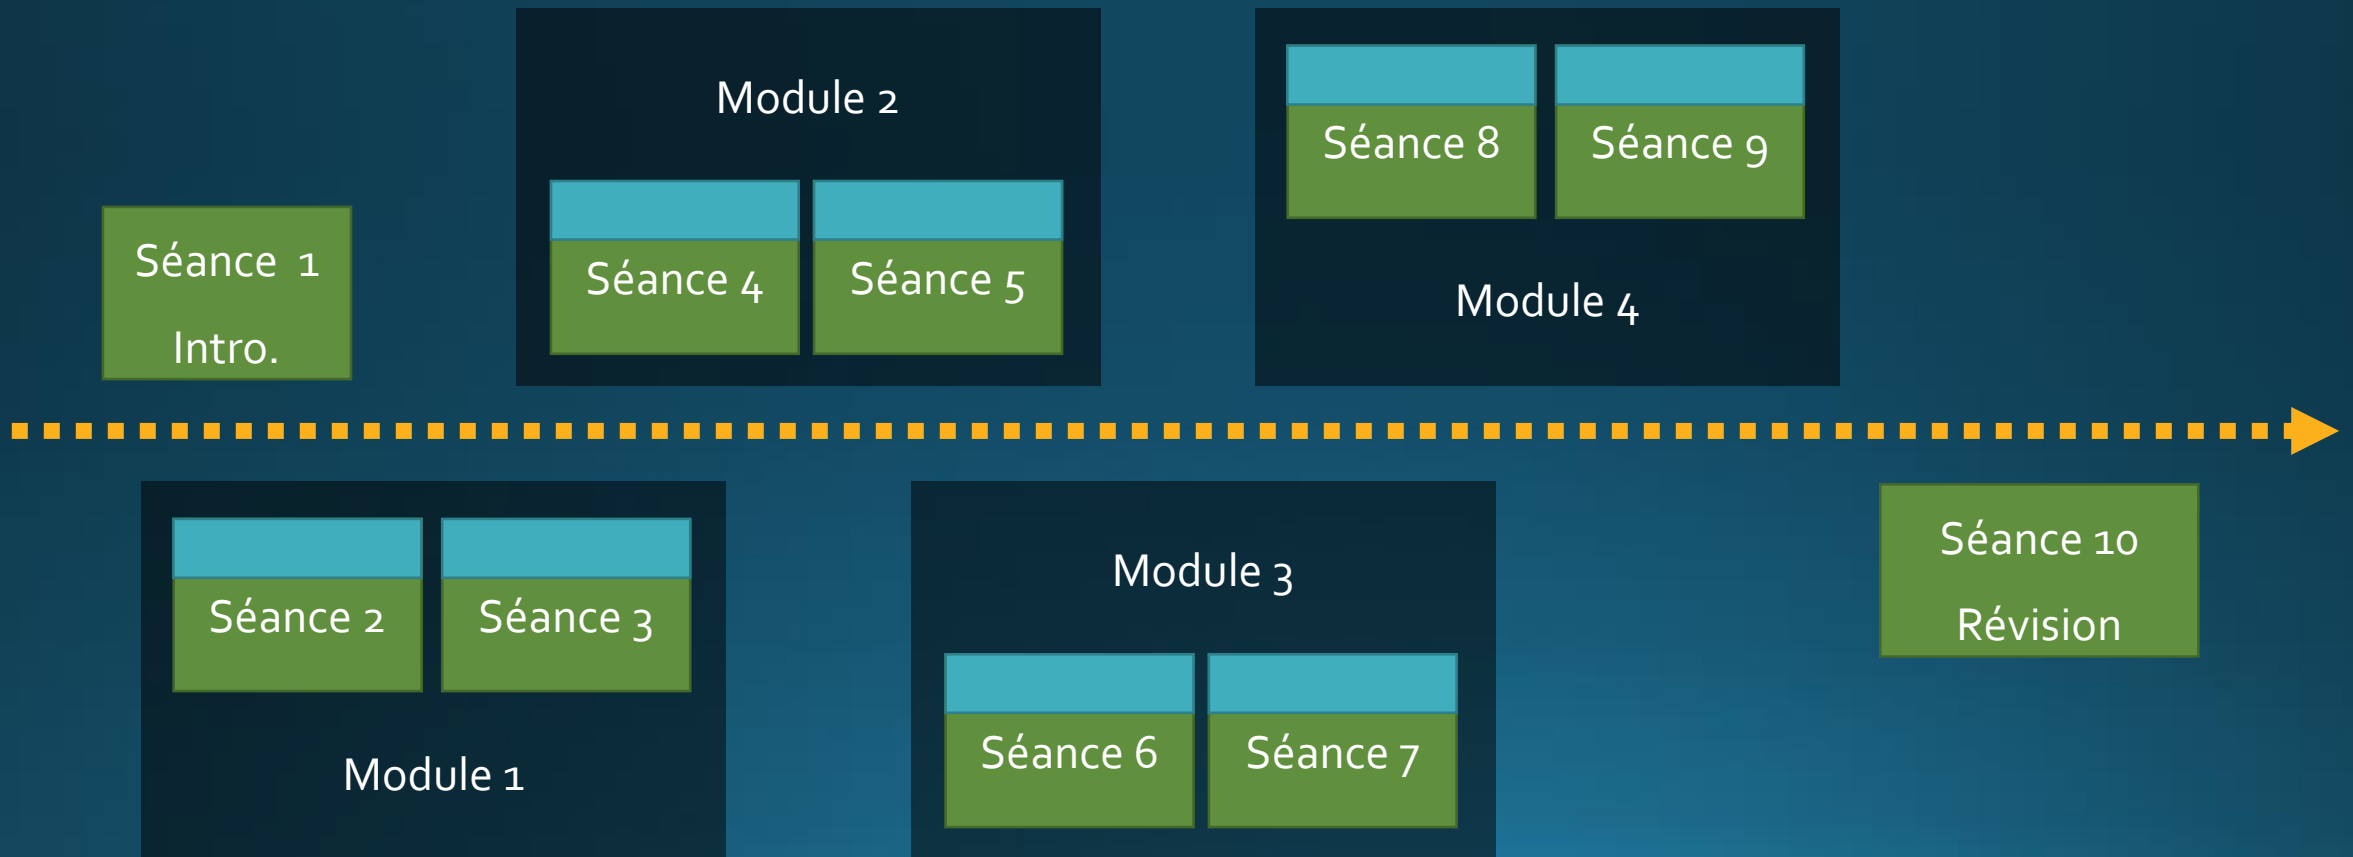 Module 2
Séance 8
Séance 9
Séance 1
Intro.
Séance 4
Séance 5
Module 4
Séance 2
Séance 3
Module 1
Module 3
Séance 6
Séance 7
Séance 10
Révision